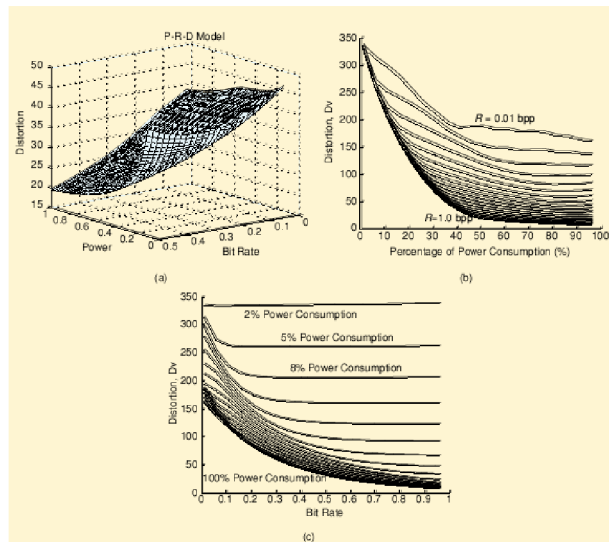 P-R-D Model
50
45
40
35
30
25
20
15
Distortion
1
0.8
0.6
0.4
0.2
0
Power
0.5
0.4
0.3
0.2
0.1
0
Bit Rate
(a)
350
300
250
200
150
100
50
0
Distortion, Dv
R = 0.01 bpp
R=1.0 bpp
0 10 20 30 40 50 60 70 80 90 100
Percentage of Power Consumption (%)
(b)
350
300
250
200
150
100
50
0
Distortion, Dv
2% Power Consumption
5% Power Consumption
8% Power Consumption
100% Power Consumption
0 0.1 0.2 0.3 0.4 0.5 0.6 0.7 0.8 0.9 1
Bit Rate
(c)